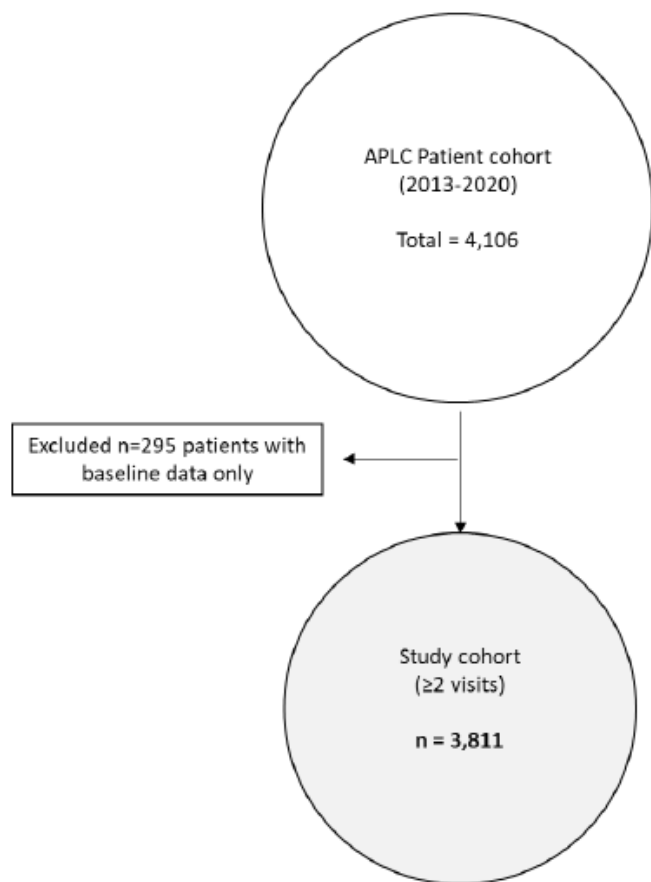 APLC Patient cohort
(2013-2020)
Total = 4,106
Excluded n=295 patients with
baseline data only
Study cohort
(≥2 visits)
n = 3,811